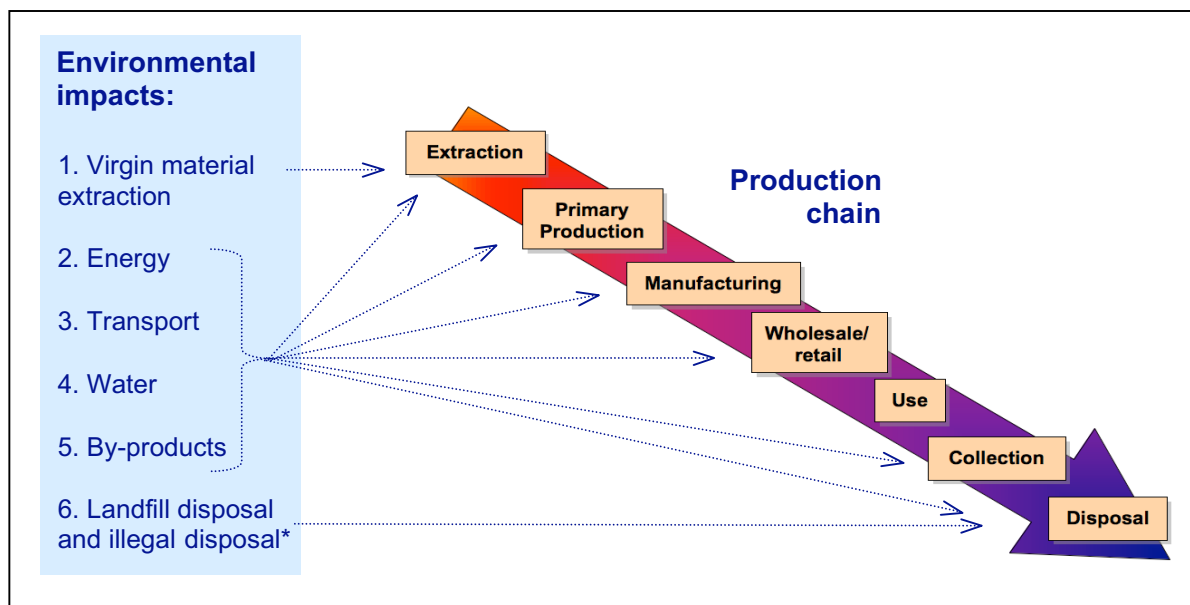 Environmental
impacts:
1. Virgin material
extraction
2. Energy
3. Transport
4. Water
5. By-products
6. Landfill disposal
and illegal disposal*
Production
chain
Extraction
Primary
Production
Manufacturing
Wholesale/
retail
Use
Collection
Disposal